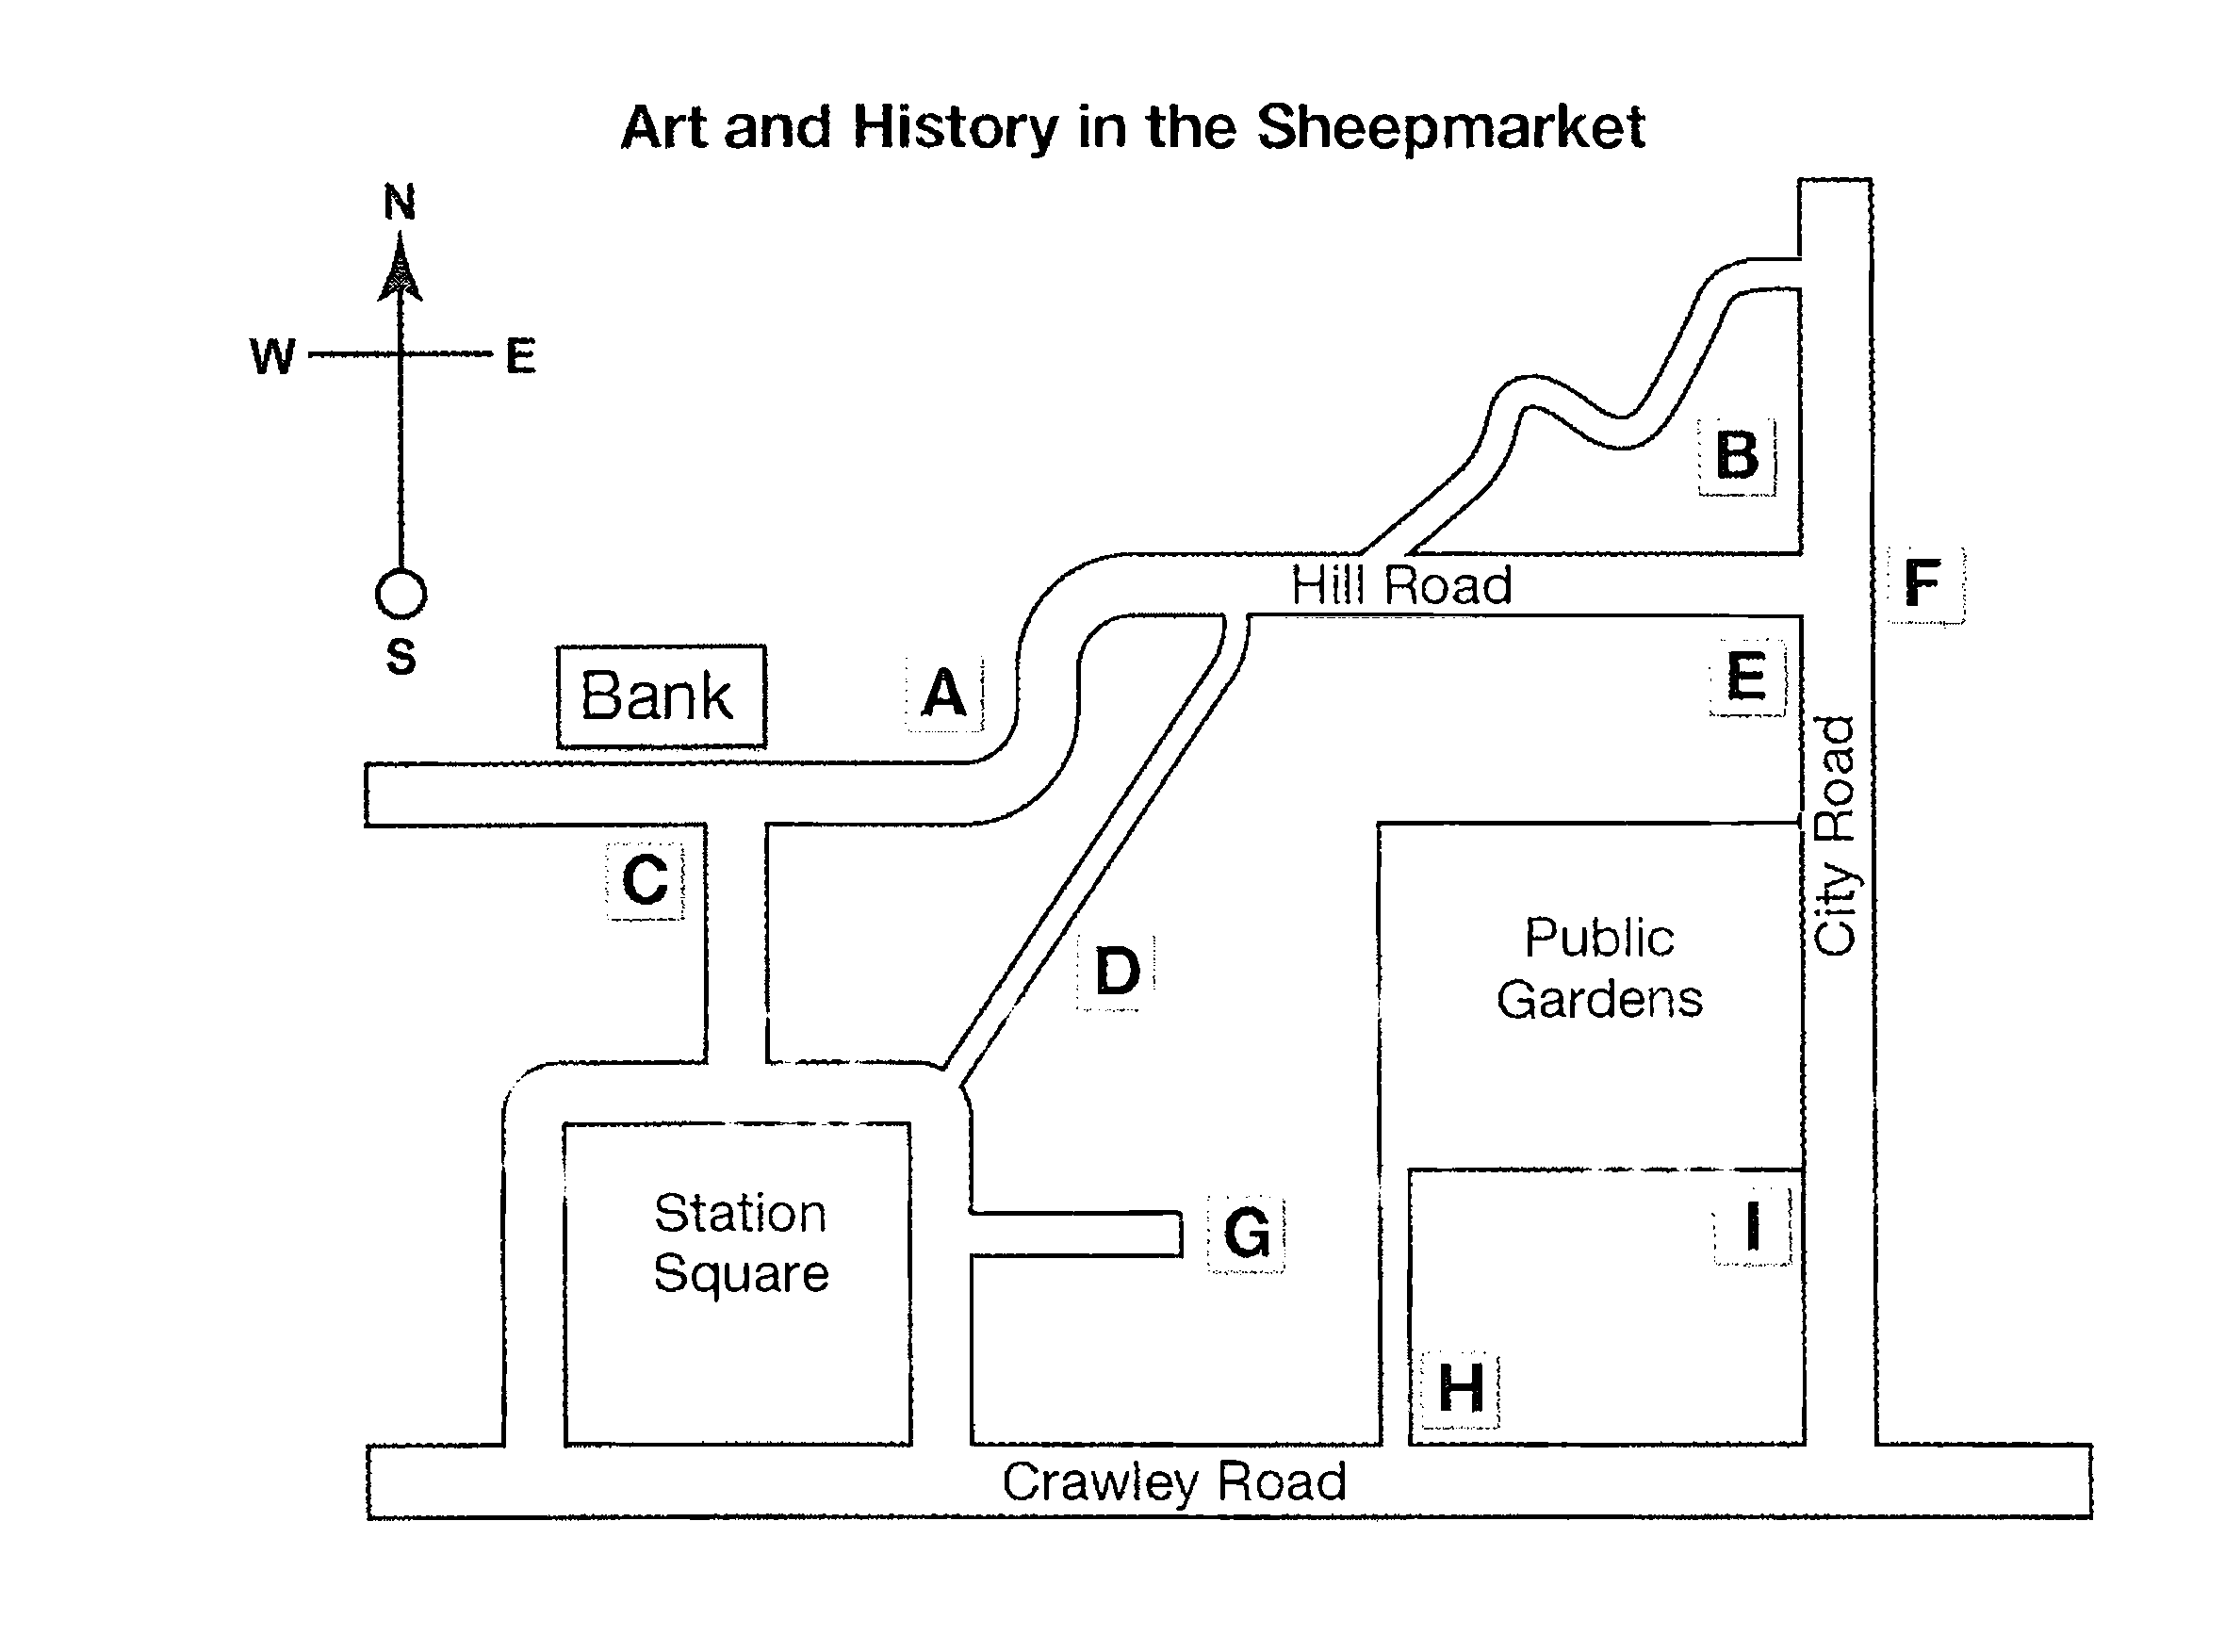 Art and History in the Sheepmarket
N
W E
S
B
Hill Road
F
Bank
A
E
City Road
C
D
Public
Gardens
Station
Square
G
I
H
Crawley Road